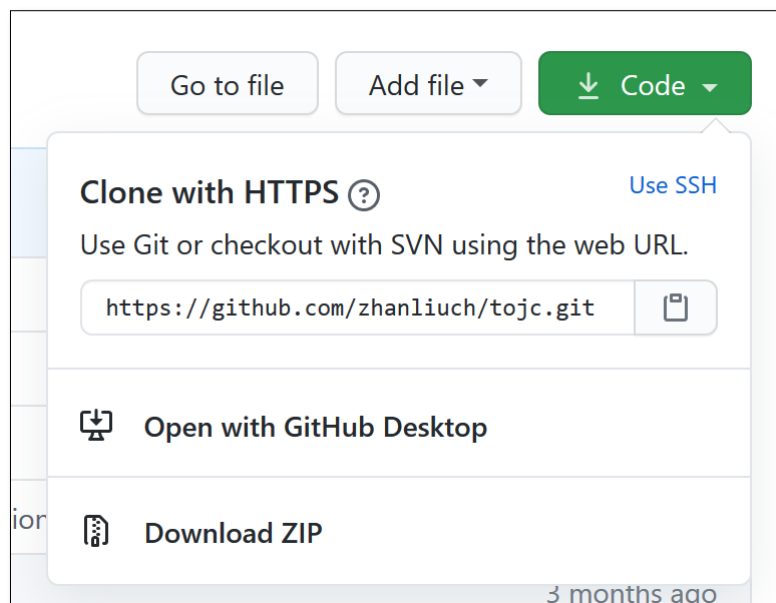 Go to file Add file Code
Clone with HTTPS ? Use SSH
Use Git or checkout with SVN using the web URL.
https://github.com/zhanliuch/tojc.git
Open with GitHub Desktop
ion
Download ZIP
3 months ago